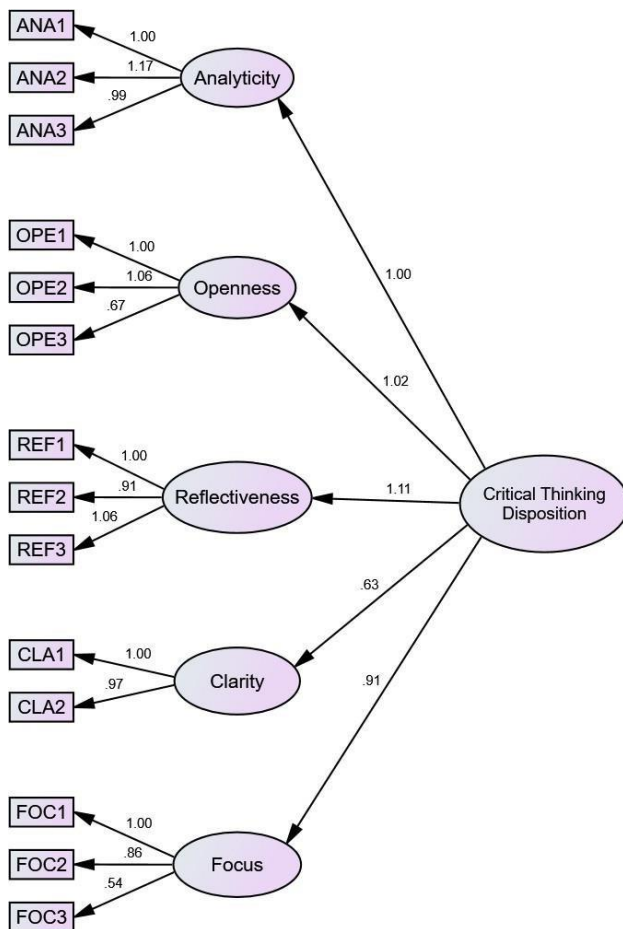 ANA1
1.00
ANA2
1.17
Analyticity
.99
ANA3
1.00
OPE1
1.00
OPE2
1.06
Openness
.67
OPE3
1.02
REF1
1.00
REF2
.91
Reflectiveness
1.11
Critical Thinking
Disposition
1.06
REF3
.63
CLA1
1.00
Clarity
CLA2
.97
.91
FOC1
1.00
FOC2
.86
Focus
.54
FOC3